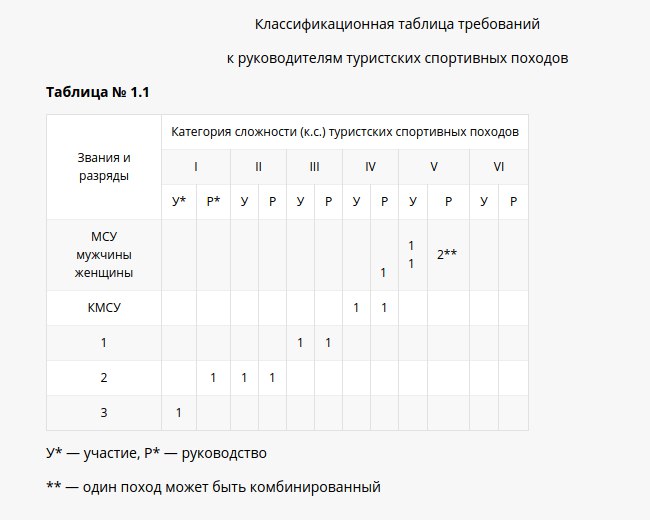 Классификационная таблица требований
к руководителям туристских спортивных походов
Таблица № 1.1
Звания и разряды Категория сложности (к.с.) туристских спортивных походов
I II III IV V VI
У* Р* У Р У Р У Р У Р У Р
МСУ
мужчины 1 2**
женщины 1 1
КМСУ 1 1
1 1 1
2 1 1 1
3 1
У* — участие, Р* — руководство
** — один поход может быть комбинированный